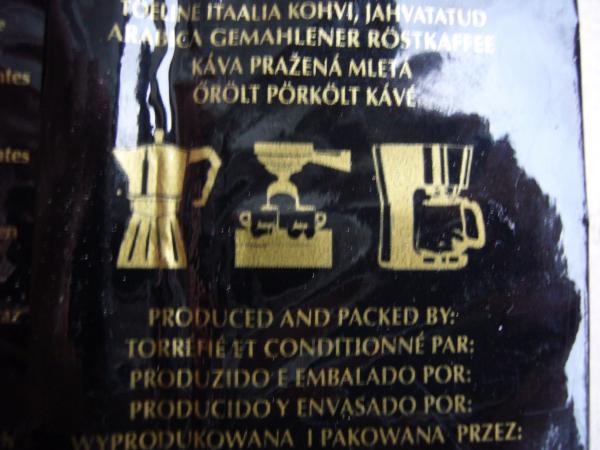 TÕELINE ITAALIA KOHVI, JAHVATATUD
ARABICA GEMAHLENER RÖSTKAFFEE
KÁVA PRAŽENÁ MLETÁ
ŐRÖLT PÖRKÖLT KÁVÉ
PRODUCED AND PACKED BY:
TORRÉFIÉ ET CONDITIONNÉ PAR:
PRODUZIDO E EMBALADO POR:
PRODUCIDO Y ENVASADO POR:
WYPRODUKOWANA I PAKOWANA PRZEZ: